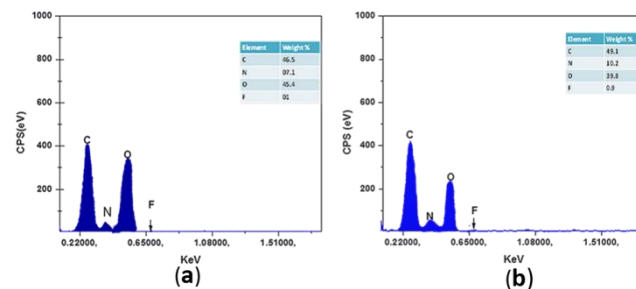 1000
800
600
400
200
CPS(eV)
Element Weight %
C 46.5
N 07.1
O 45.4
F 01
C
N
O
F
0.22000, 0.65000, 1.08000, 1.51000,
KeV
(a)
1000
800
600
400
200
CPS (eV)
Element Weight %
C 49.1
N 10.2
O 39.8
F 0.9
C
N
O
F
0.22000, 0.65000, 1.08000, 1.51000,
KeV
(b)